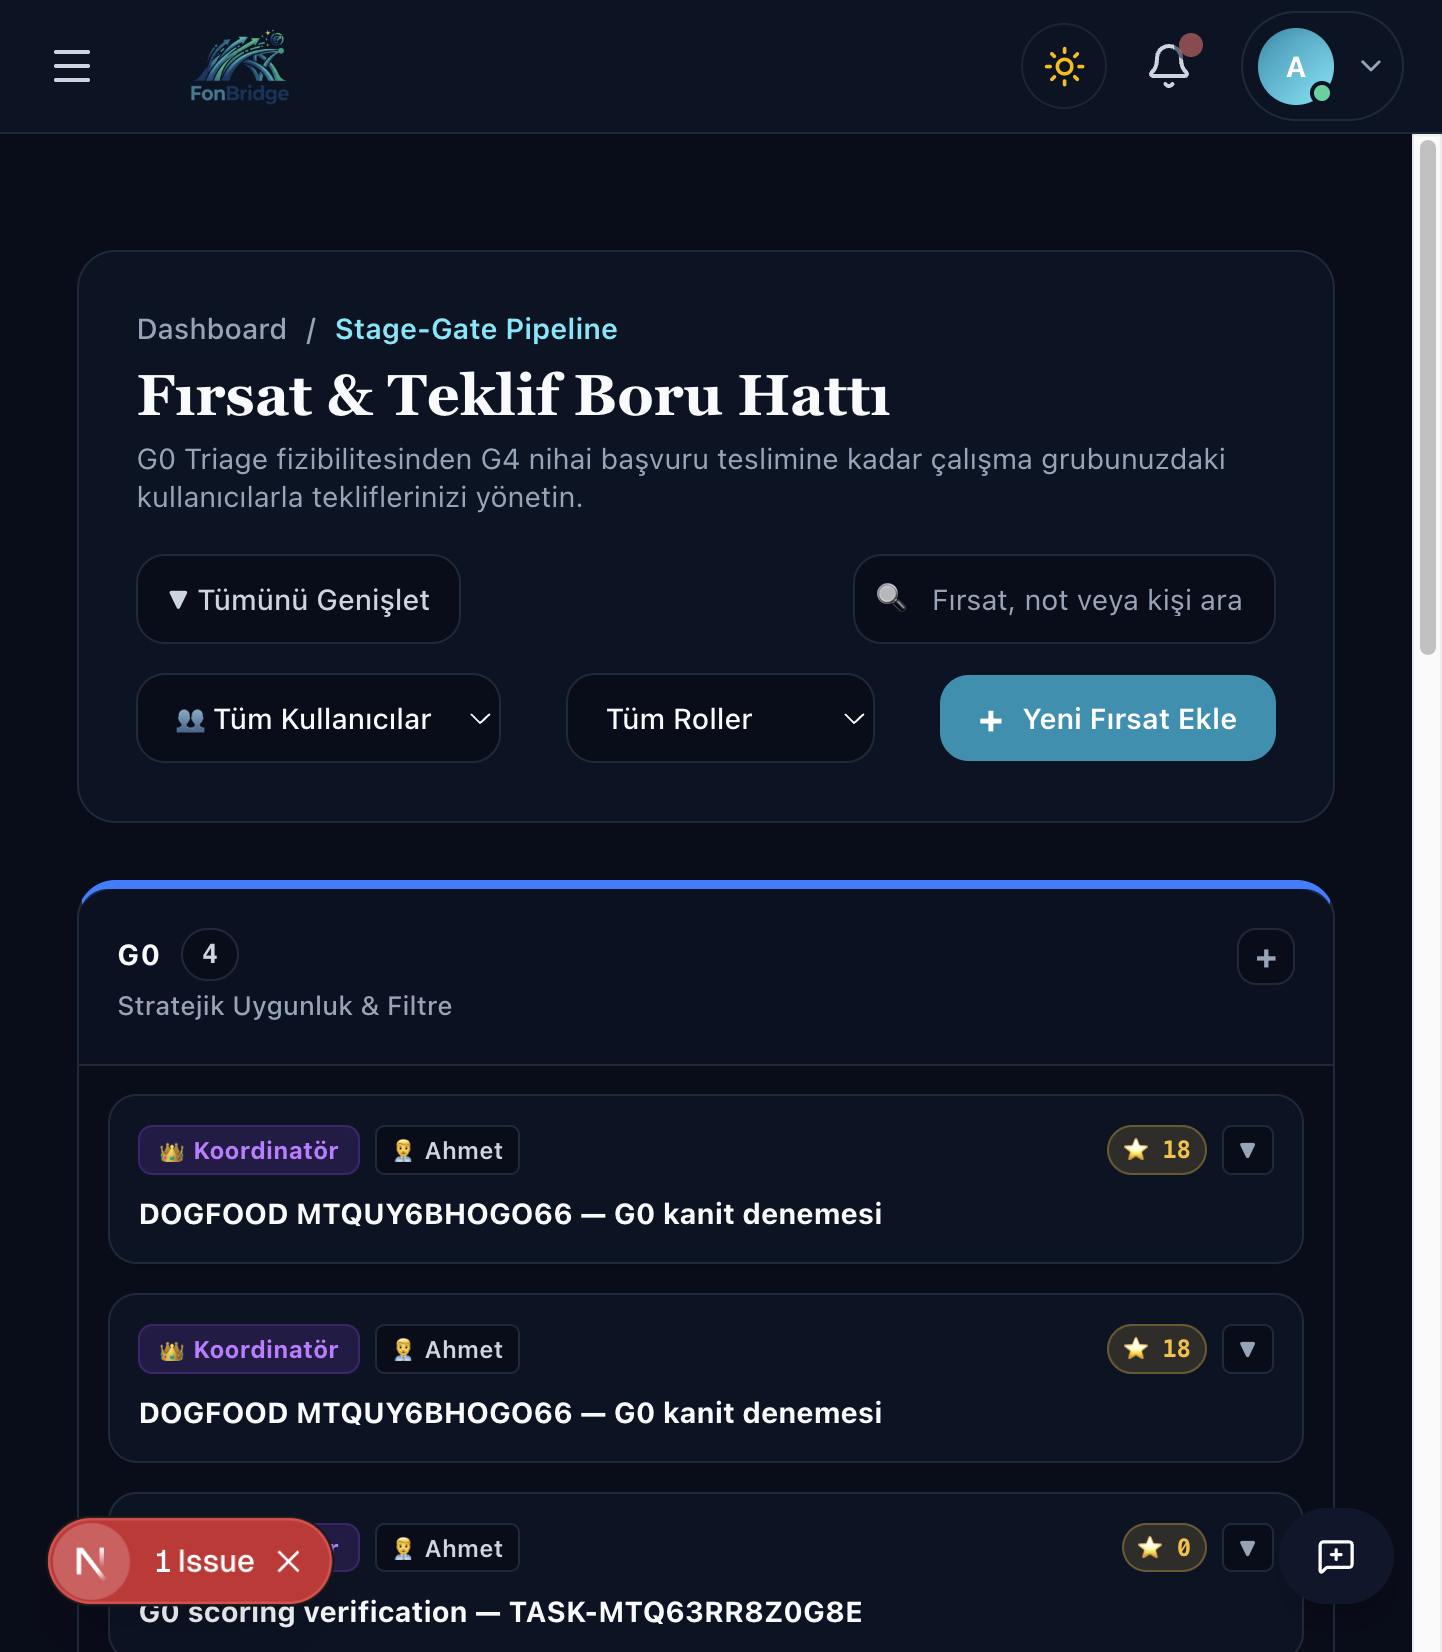 FonBridge
A
Dashboard / Stage-Gate Pipeline
Fırsat & Teklif Boru Hattı
G0 Triage fizibilitesinden G4 nihai başvuru teslimine kadar çalışma grubunuzdaki
kullanıcılarla tekliflerinizi yönetin.
▼ Tümünü Genişlet
Fırsat, not veya kişi ara
Tüm Kullanıcılar
Tüm Roller
+ Yeni Fırsat Ekle
G0 4
+
Stratejik Uygunluk & Filtre
Koordinatör Ahmet 18 ▼
DOGFOOD MTQUY6BHOGO66 — G0 kanit denemesi
Koordinatör Ahmet 18 ▼
DOGFOOD MTQUY6BHOGO66 — G0 kanit denemesi
r Ahmet 0 ▼
N 1 Issue
G0 scoring verification — TASK-MTQ63RR8Z0G8E